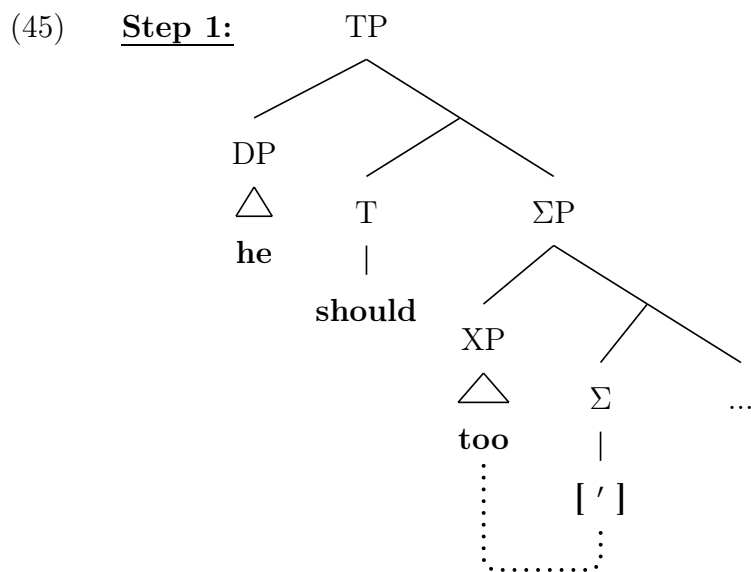 (45) Step 1: TP
DP
T ΣP
he
should
XP
Σ ...
too
[ ′ ]